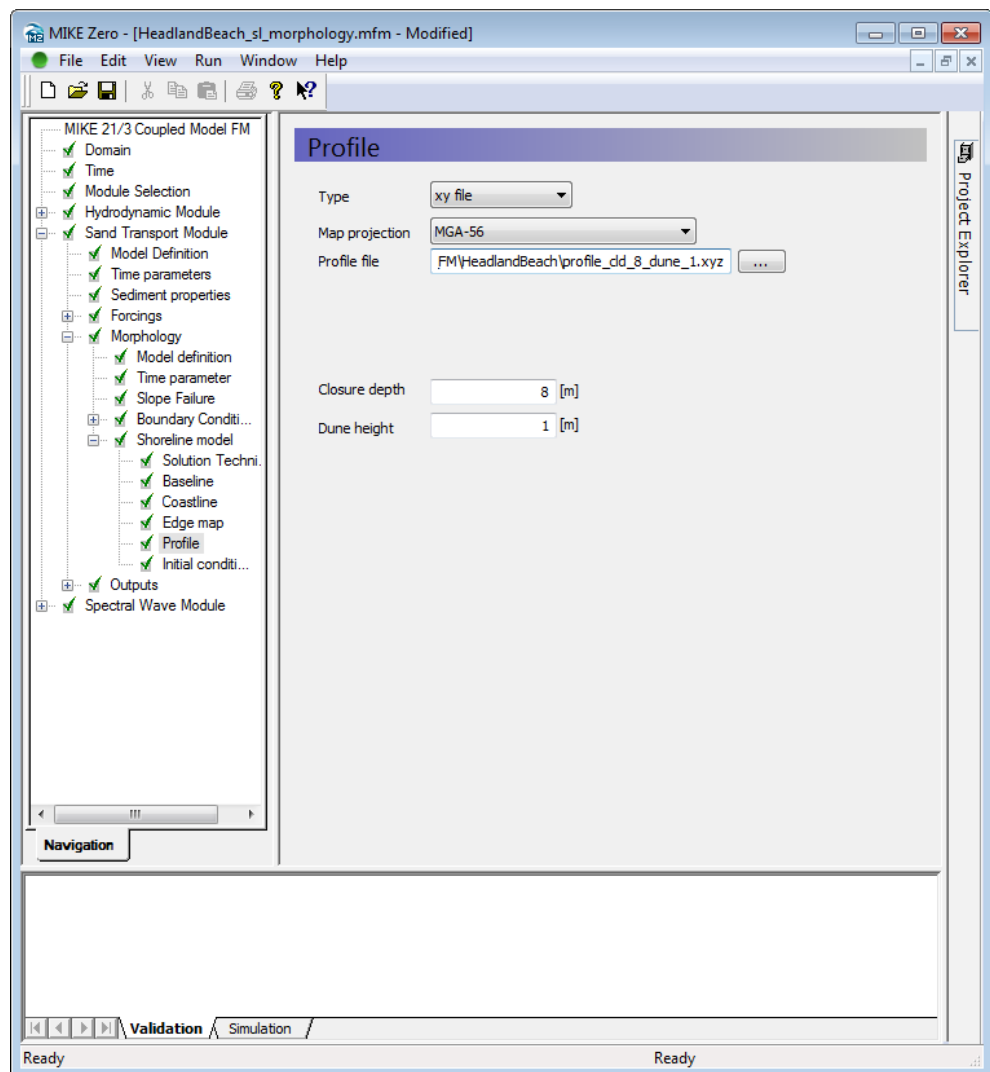 MIKE Zero - [HeadlandBeach_sl_morphology.mfm - Modified]
File Edit View Run Window Help
MIKE 21/3 Coupled Model FM
Domain
Time
Module Selection
Hydrodynamic Module
Sand Transport Module
Model Definition
Time parameters
Sediment properties
Forcings
Morphology
Model definition
Time parameter
Slope Failure
Boundary Conditi...
Shoreline model
Solution Techni.
Baseline
Coastline
Edge map
Profile
Initial conditi...
Outputs
Spectral Wave Module
Navigation
Profile
Type xy file
Map projection MGA-56
Profile file FM\HeadlandBeach\profile_cld_8_dune_1.xyz ...
Closure depth 8 [m]
Dune height 1 [m]
Project Explorer
Validation Simulation
Ready Ready